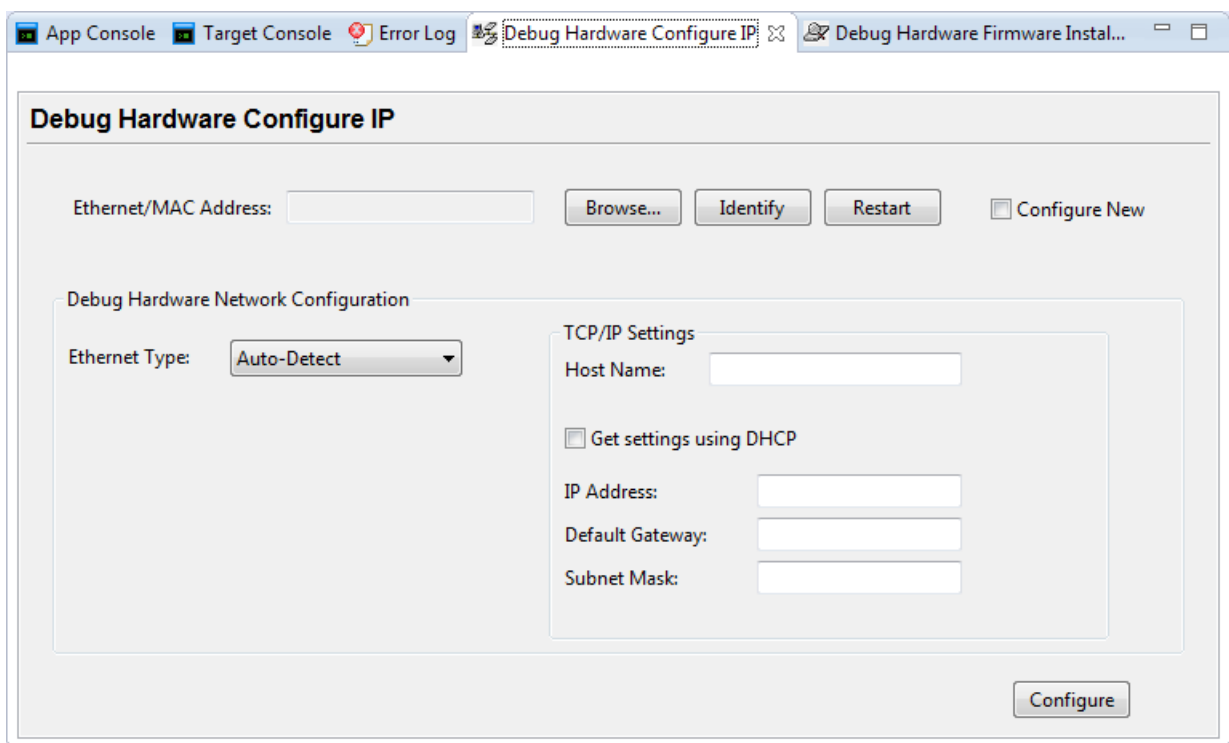 App Console Target Console Error Log Debug Hardware Configure IP Debug Hardware Firmware Instal...
Debug Hardware Configure IP
Ethernet/MAC Address: Browse... Identify Restart Configure New
Debug Hardware Network Configuration
Ethernet Type: Auto-Detect
TCP/IP Settings
Host Name:
Get settings using DHCP
IP Address:
Default Gateway:
Subnet Mask:
Configure